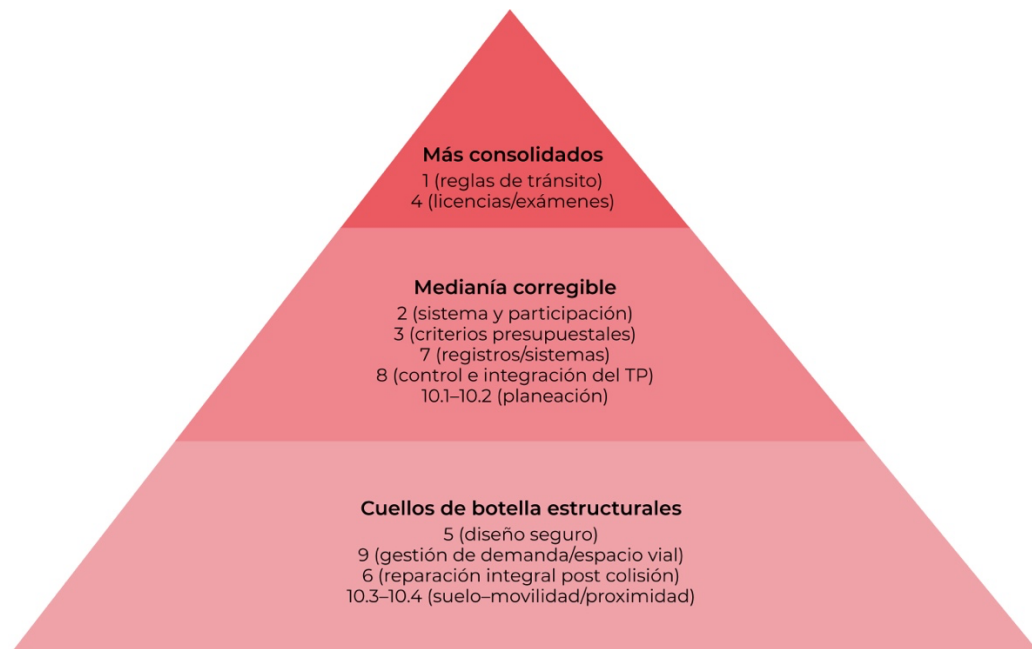 Más consolidados
1 (reglas de tránsito)
4 (licencias/exámenes)
Medianía corregible
2 (sistema y participación)
3 (criterios presupuestales)
7 (registros/sistemas)
8 (control e integración del TP)
10.1–10.2 (planeación)
Cuellos de botella estructurales
5 (diseño seguro)
9 (gestión de demanda/espacio vial)
6 (reparación integral post colisión)
10.3–10.4 (suelo–movilidad/proximidad)